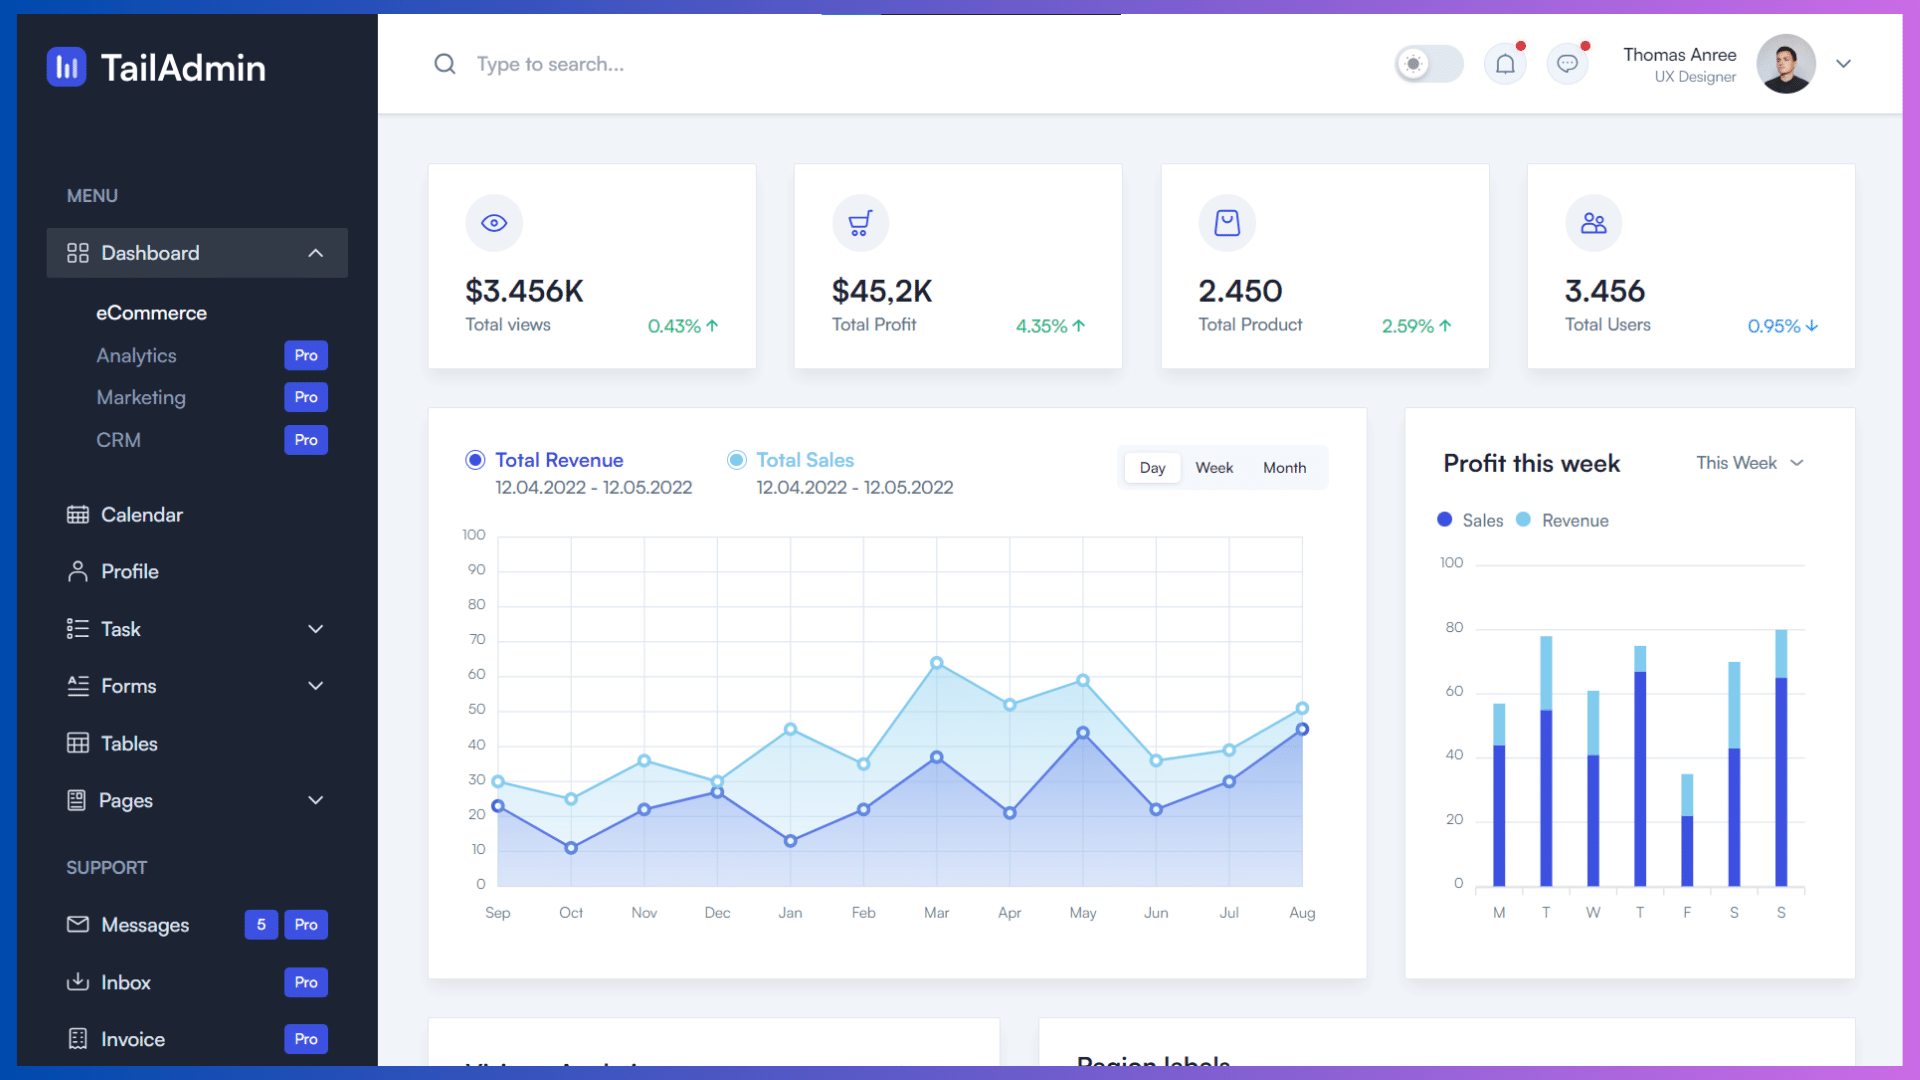 TailAdmin
Type to search...
Thomas Anree
UX Designer
MENU
Dashboard
eCommerce
Analytics Pro
Marketing Pro
CRM Pro
Calendar
Profile
Task
Forms
Tables
Pages
SUPPORT
Messages 5 Pro
Inbox Pro
Invoice Pro
$3.456K
Total views 0.43%
$45,2K
Total Profit 4.35%
2.450
Total Product 2.59%
3.456
Total Users 0.95%
Total Revenue
12.04.2022 - 12.05.2022
Total Sales
12.04.2022 - 12.05.2022
Day Week Month
100
90
80
70
60
50
40
30
20
10
0
Sep Oct Nov Dec Jan Feb Mar Apr May Jun Jul Aug
Profit this week This Week
Sales Revenue
100
80
60
40
20
0
M T W T F S S
Region labels